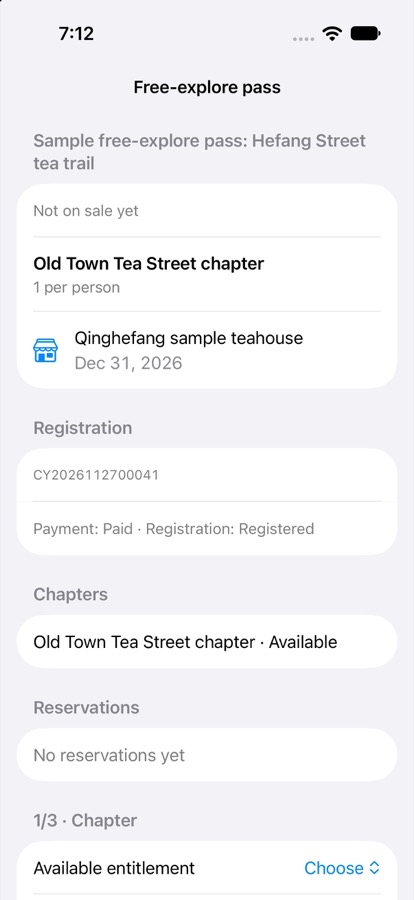 7:12
Free-explore pass
Sample free-explore pass: Hefang Street
tea trail
Not on sale yet
Old Town Tea Street chapter
1 per person
Qinghefang sample teahouse
Dec 31, 2026
Registration
CY2026112700041
Payment: Paid · Registration: Registered
Chapters
Old Town Tea Street chapter · Available
Reservations
No reservations yet
1/3 · Chapter
Available entitlement Choose